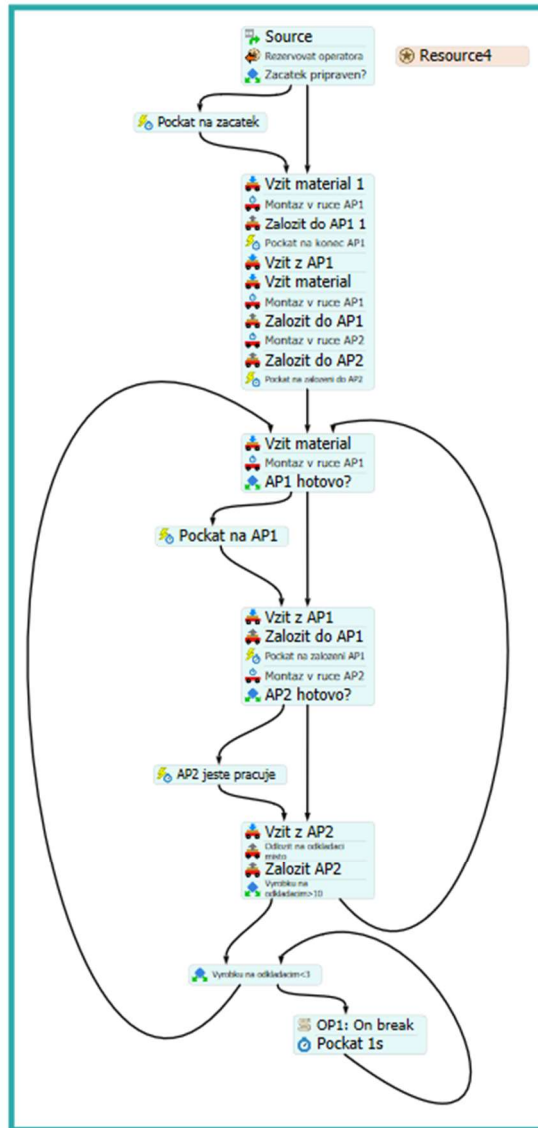 Source
Rezervovat operatora
Zacatek pripraven?
Resource4
Pockat na zacatek
Vzit material 1
Montaz v ruce AP1
Zalozit do AP1 1
Pockat na konec AP1
Vzit z AP1
Vzit material
Montaz v ruce AP1
Zalozit do AP1
Montaz v ruce AP2
Zalozit do AP2
Pockat na zalozeni do AP2
Vzit material
Montaz v ruce AP1
AP1 hotovo?
Pockat na AP1
Vzit z AP1
Zalozit do AP1
Pockat na zalozeni AP1
Montaz v ruce AP2
AP2 hotovo?
AP2 jeste pracuje
Vzit z AP2
Odlozit na odkladaci
misto
Zalozit AP2
Vyrobku na
odkladacim>10
Vyrobku na odkladacim<3
OP1: On break
Pockat 1s